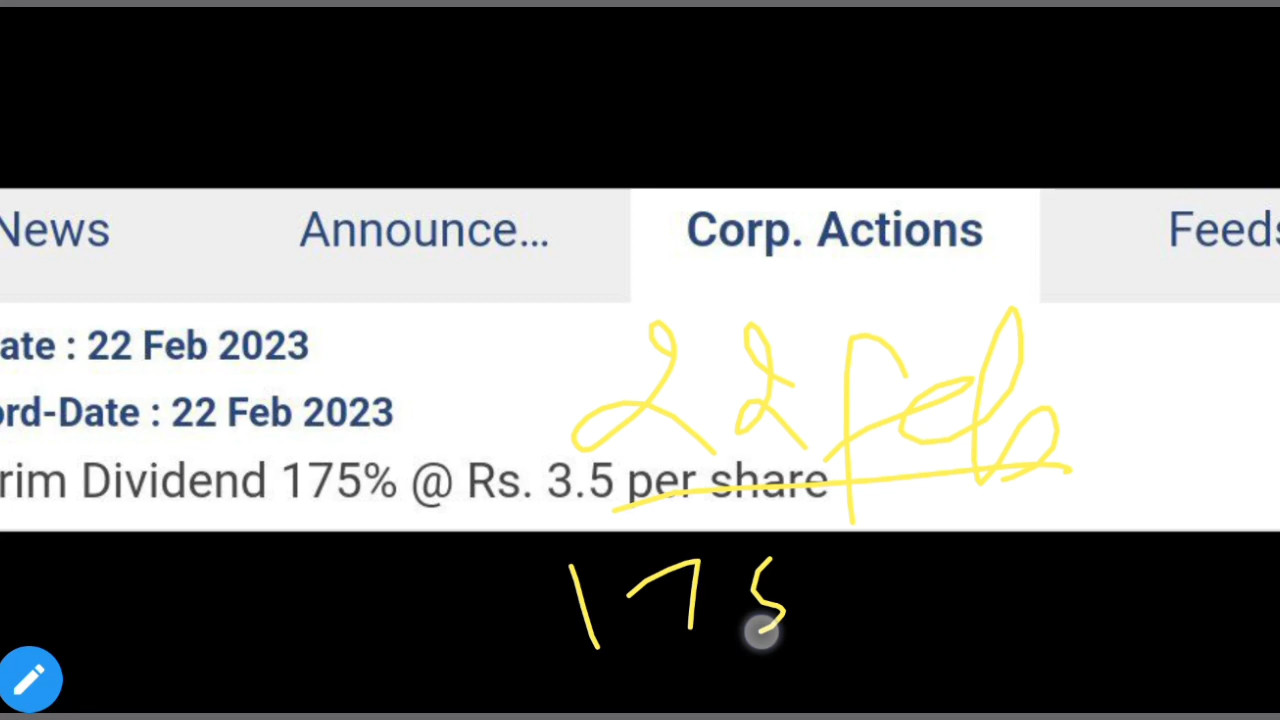 News Announce... Corp. Actions Feeds
ate : 22 Feb 2023
ord-Date : 22 Feb 2023
22 Feb
rim Dividend 175% @ Rs. 3.5 per share
175